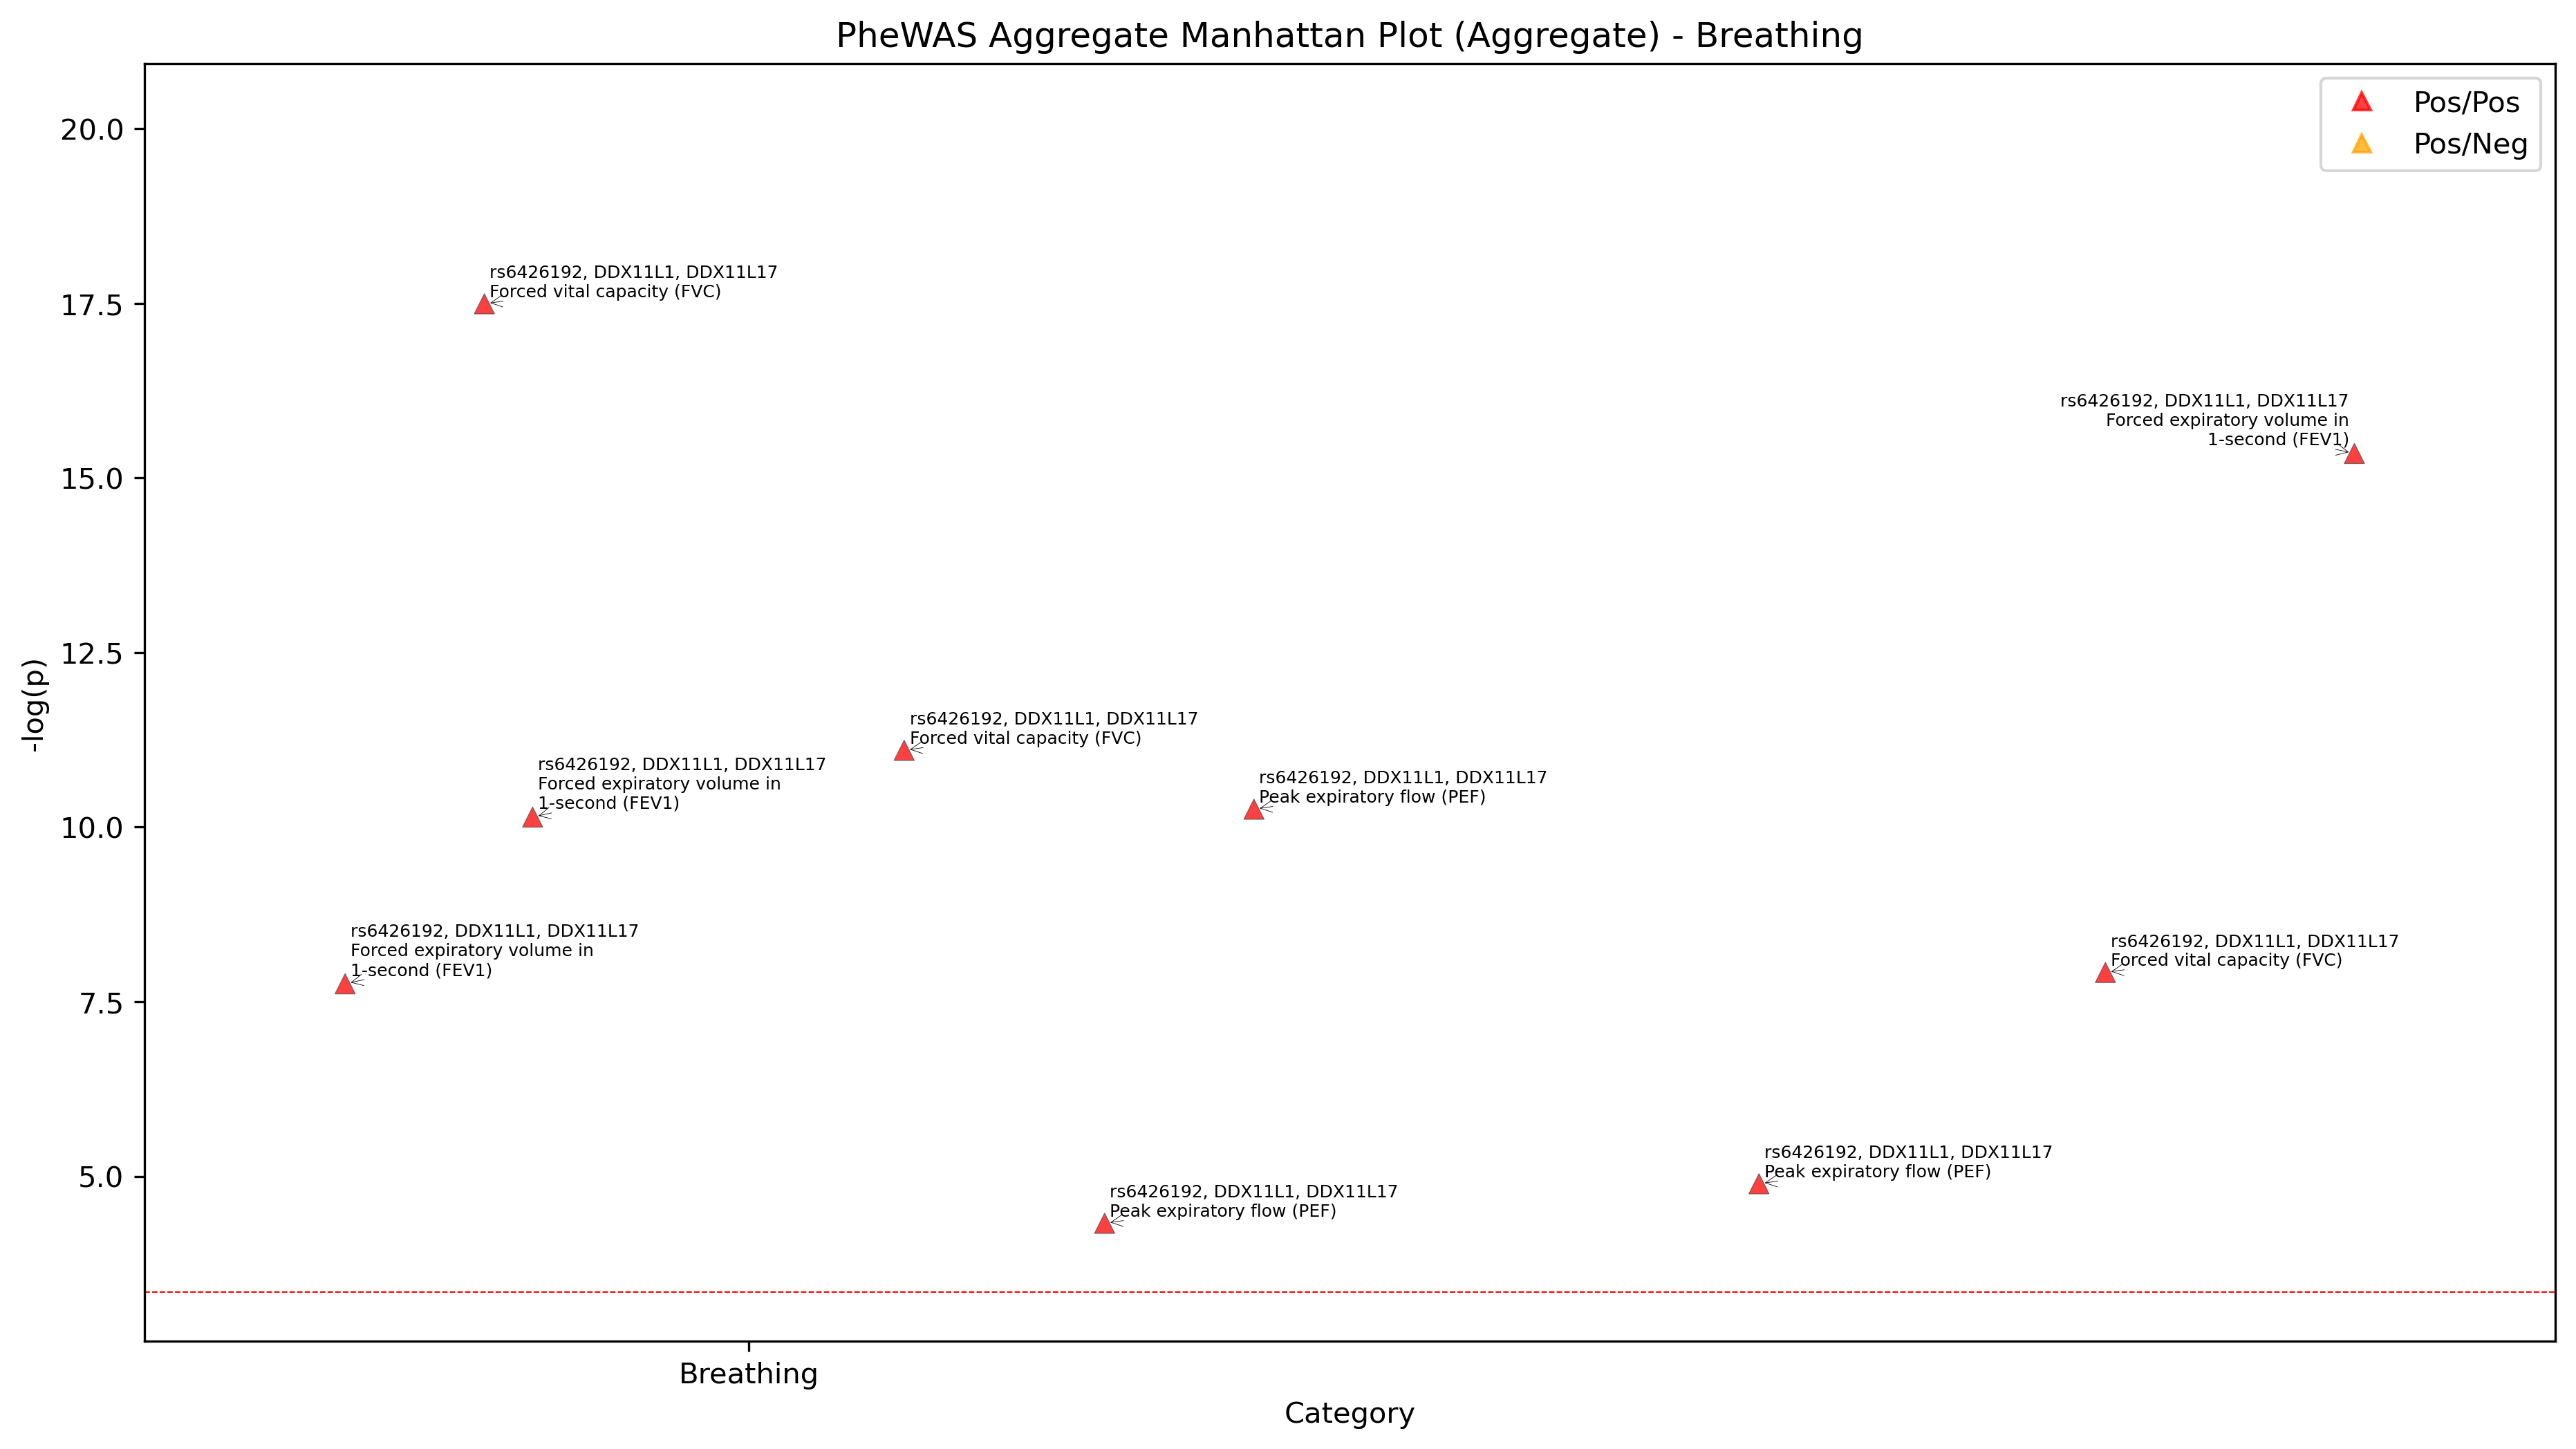 PheWAS Aggregate Manhattan Plot (Aggregate) - Breathing
Pos/Pos
Pos/Neg
20.0
17.5
15.0
12.5
10.0
7.5
5.0
-log(p)
rs6426192, DDX11L1, DDX11L17
Forced vital capacity (FVC)
rs6426192, DDX11L1, DDX11L17
Forced expiratory volume in
1-second (FEV1)
rs6426192, DDX11L1, DDX11L17
Forced vital capacity (FVC)
rs6426192, DDX11L1, DDX11L17
Forced expiratory volume in
1-second (FEV1)
rs6426192, DDX11L1, DDX11L17
Peak expiratory flow (PEF)
rs6426192, DDX11L1, DDX11L17
Forced expiratory volume in
1-second (FEV1)
rs6426192, DDX11L1, DDX11L17
Forced vital capacity (FVC)
rs6426192, DDX11L1, DDX11L17
Peak expiratory flow (PEF)
rs6426192, DDX11L1, DDX11L17
Peak expiratory flow (PEF)
Breathing
Category